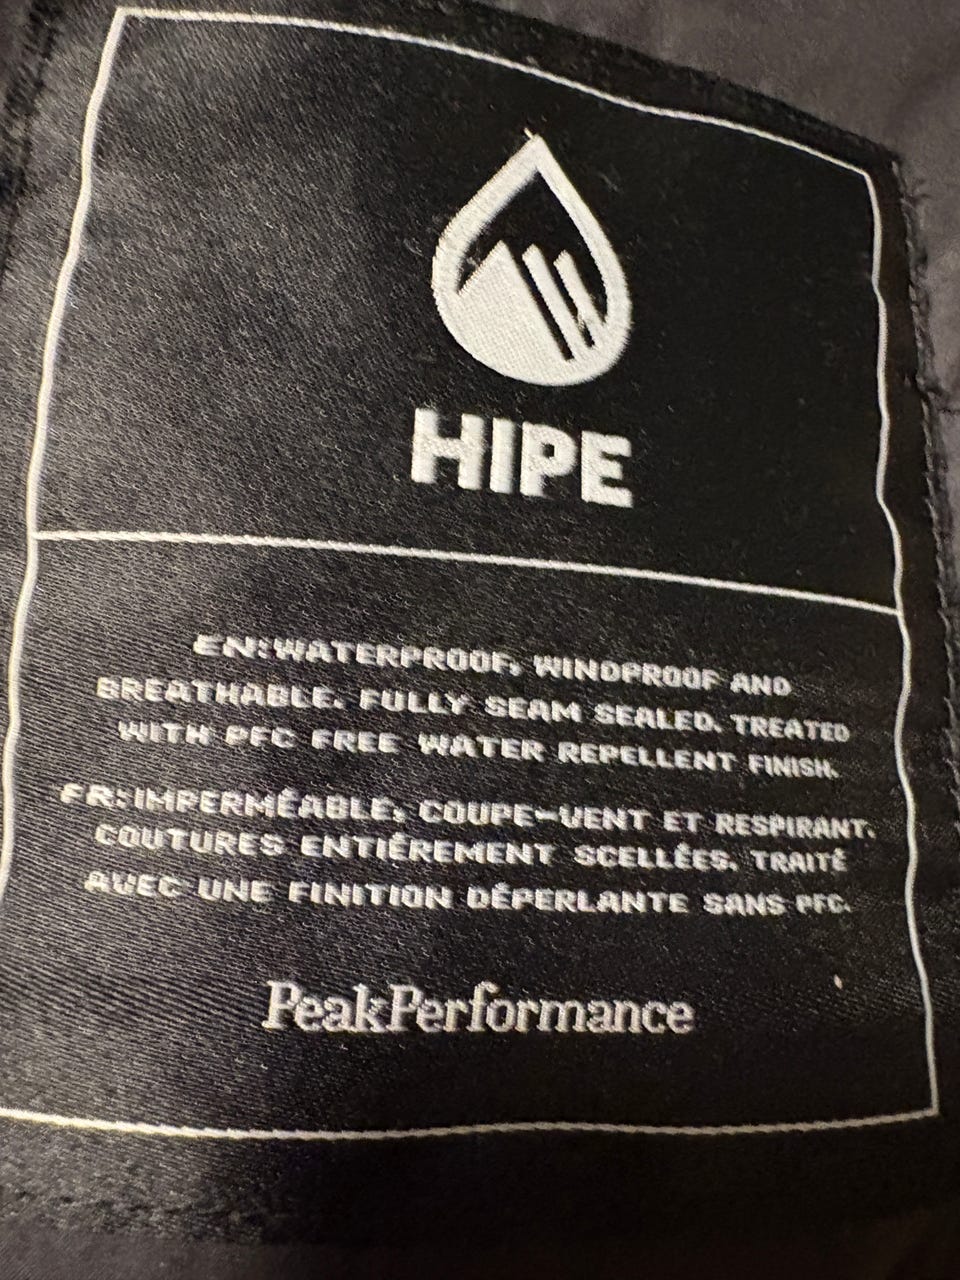 HIPE
EN:WATERPROOF, WINDPROOF AND
BREATHABLE. FULLY SEAM SEALED. TREATED
WITH PFC FREE WATER REPELLENT FINISH.
FR:IMPERMÉABLE, COUPE-VENT ET RESPIRANT.
COUTURES ENTIÉREMENT SCELLÉES. TRAITÉ
AVEC UNE FINITION DÉPERLANTE SANS PFC.
PeakPerformance